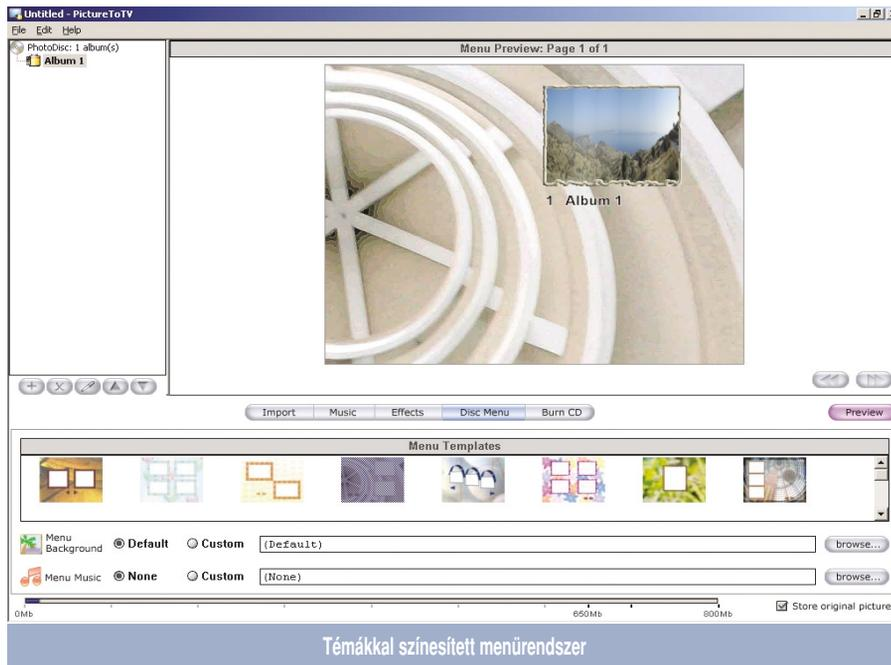 Untitled - PictureToTV
File Edit Help
PhotoDisc: 1 album(s)
Album 1
Menu Preview: Page 1 of 1
1 Album 1
Import Music Effects Disc Menu Burn CD Preview
Menu Templates
Menu Background Default Custom (Default) browse...
Menu Music None Custom (None) browse...
0Mb 650Mb 800Mb Store original picture
Témákkal színesített menürendszer